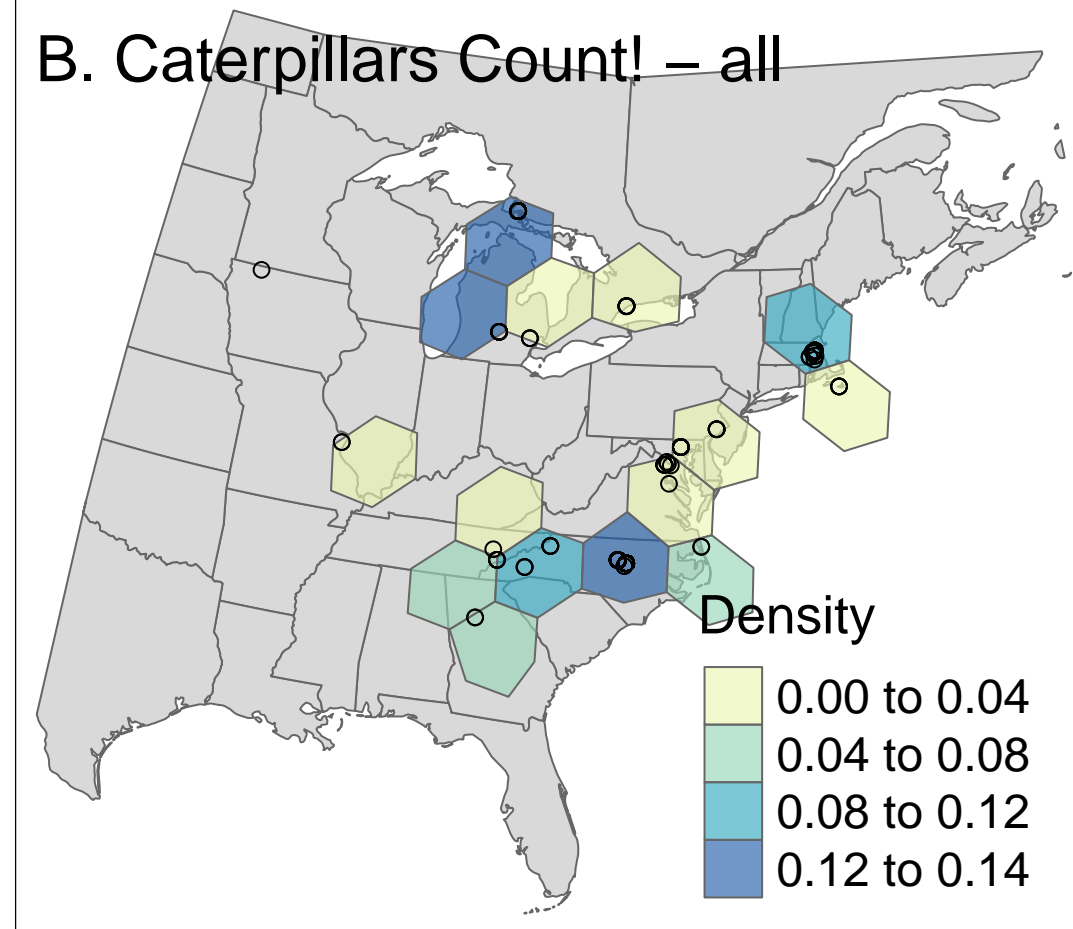 B. Caterpillars Count! – all
Density
0.00 to 0.04
0.04 to 0.08
0.08 to 0.12
0.12 to 0.14